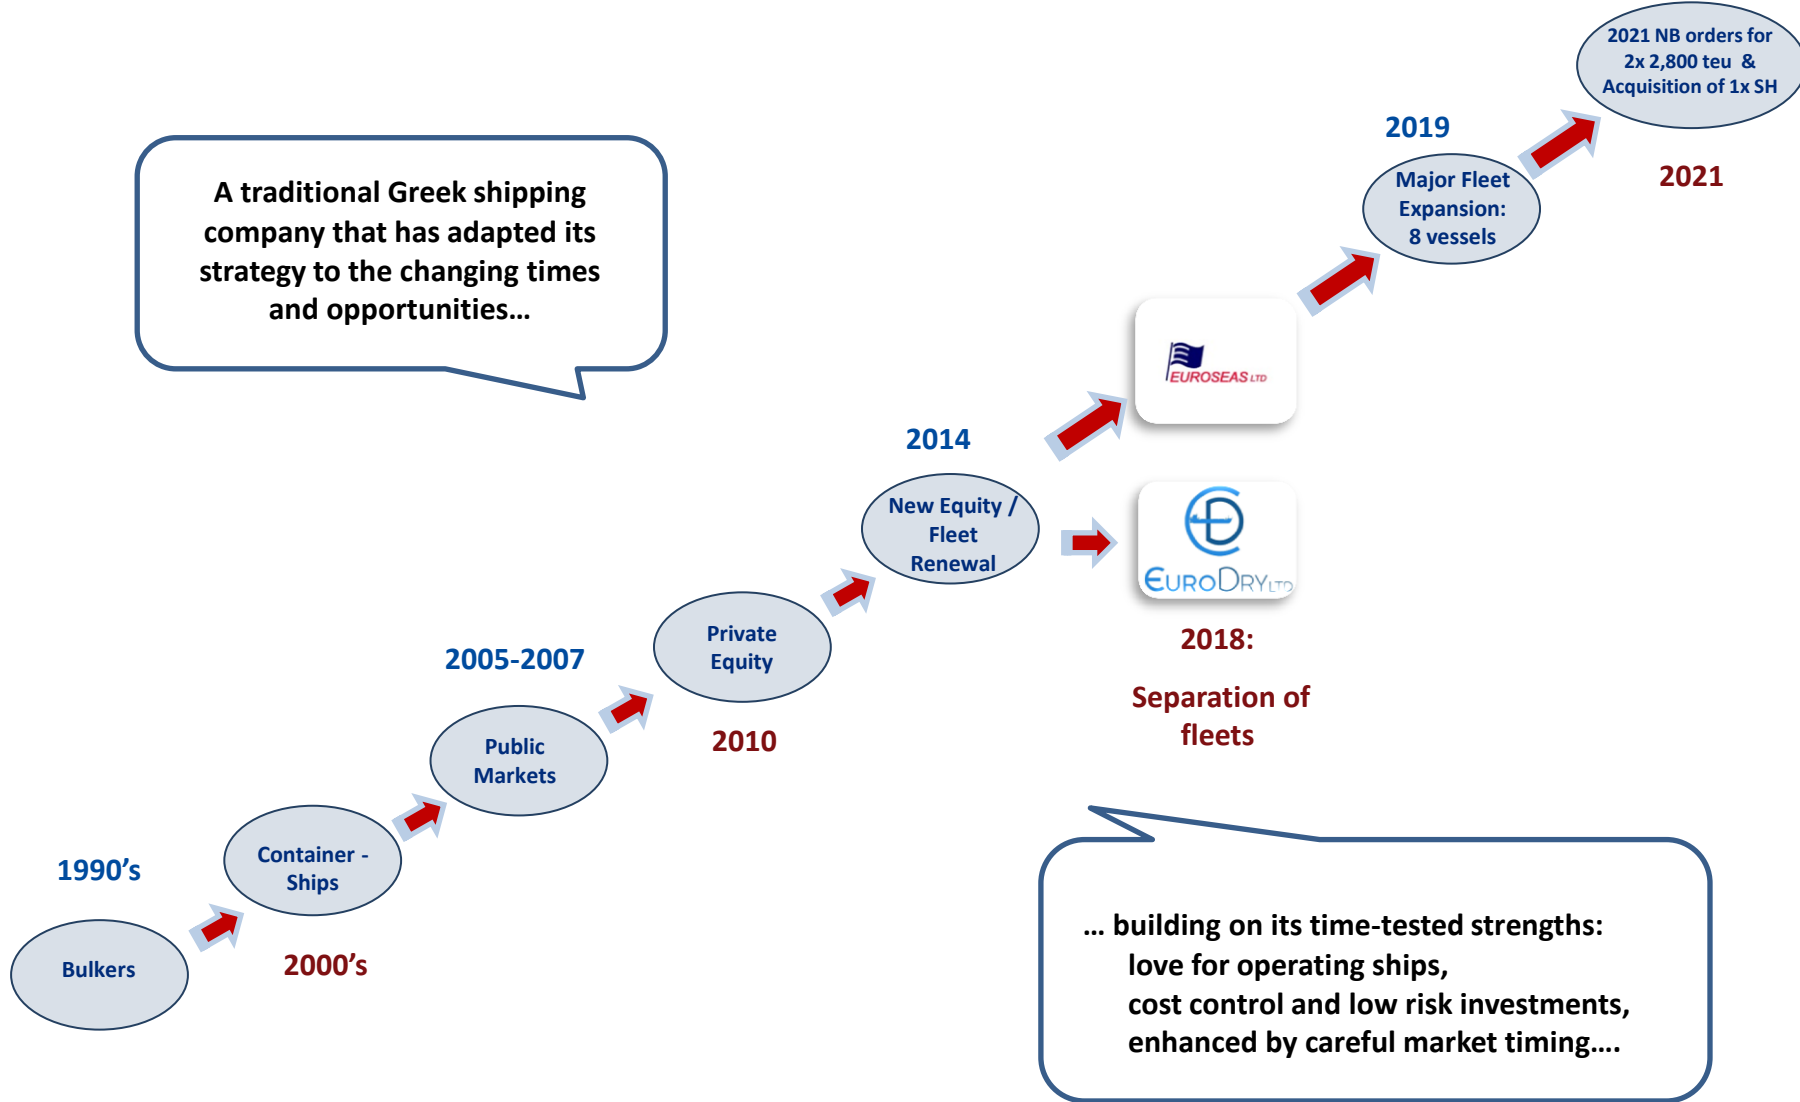 2021 NB orders for
2x 2,800 teu &
Acquisition of 1x SH
2021
2019
Major Fleet
Expansion:
8 vessels
A traditional Greek shipping
company that has adapted its
strategy to the changing times
and opportunities…
EUROSEAS LTD
2014
New Equity /
Fleet
Renewal
EURODRY LTD
2018:
Separation of
fleets
Private
Equity
2010
2005-2007
Public
Markets
Container -
Ships
2000’s
1990’s
Bulkers
… building on its time-tested strengths:
love for operating ships,
cost control and low risk investments,
enhanced by careful market timing….